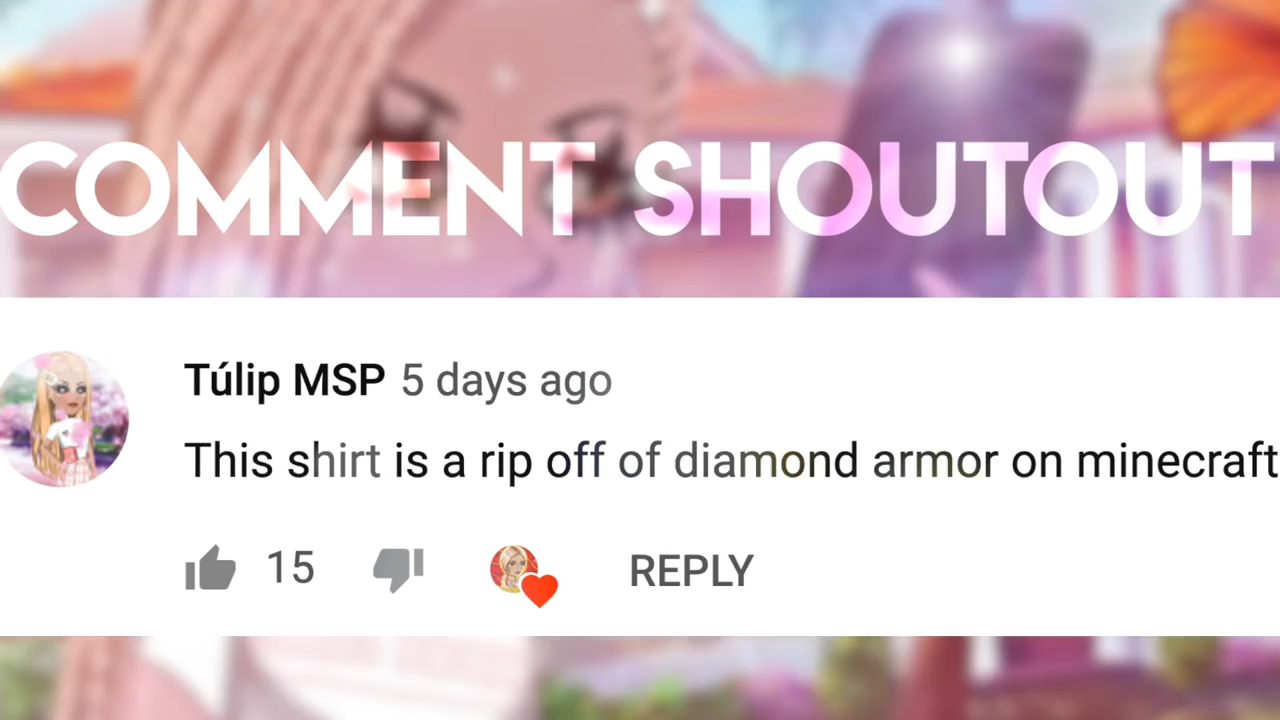 COMMENT SHOUTOUT
Túlip MSP 5 days ago
This shirt is a rip off of diamond armor on minecraft
15
REPLY